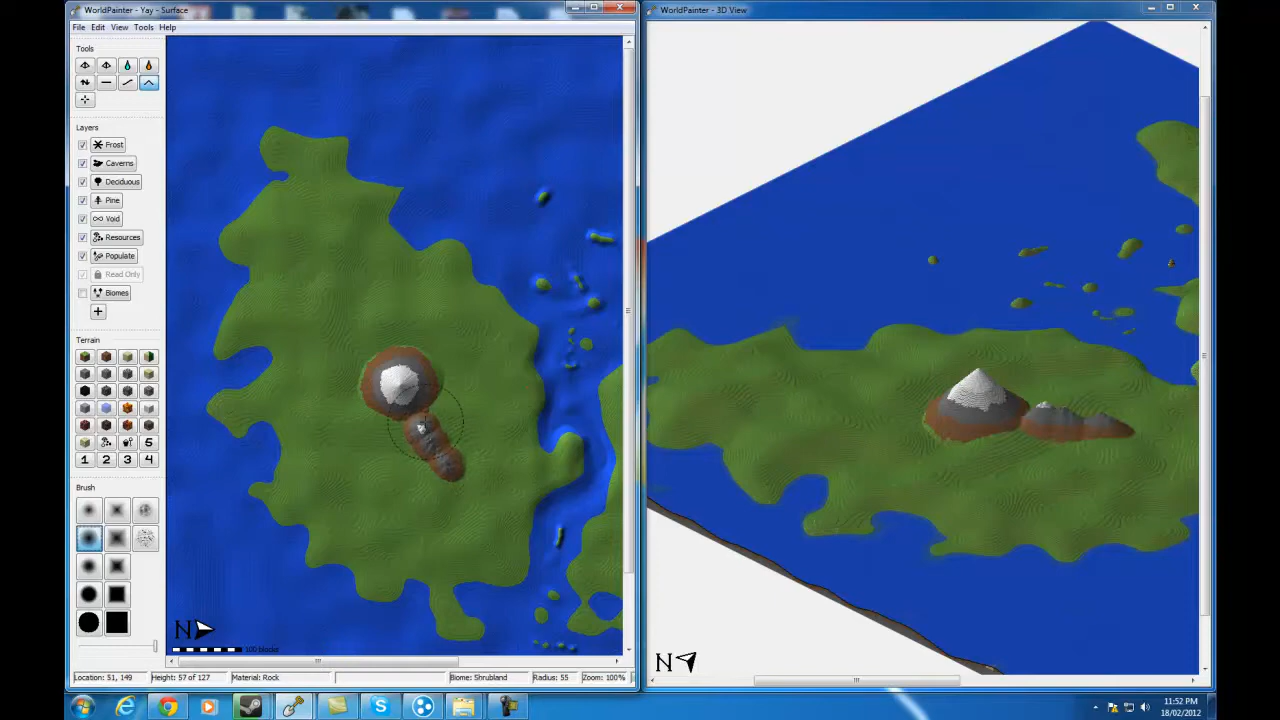 WorldPainter - Yay - Surface
File Edit View Tools Help
Tools
Layers
Frost
Caverns
Deciduous
Pine
Void
Resources
Populate
Read Only
Biomes
Terrain
5
1 2 3 4
Brush
N
100 blocks
Location: 51, 149 Height: 57 of 127 Material: Rock Biome: Shrubland Radius: 55 Zoom: 100%
WorldPainter - 3D View
N
11:52 PM
18/02/2012